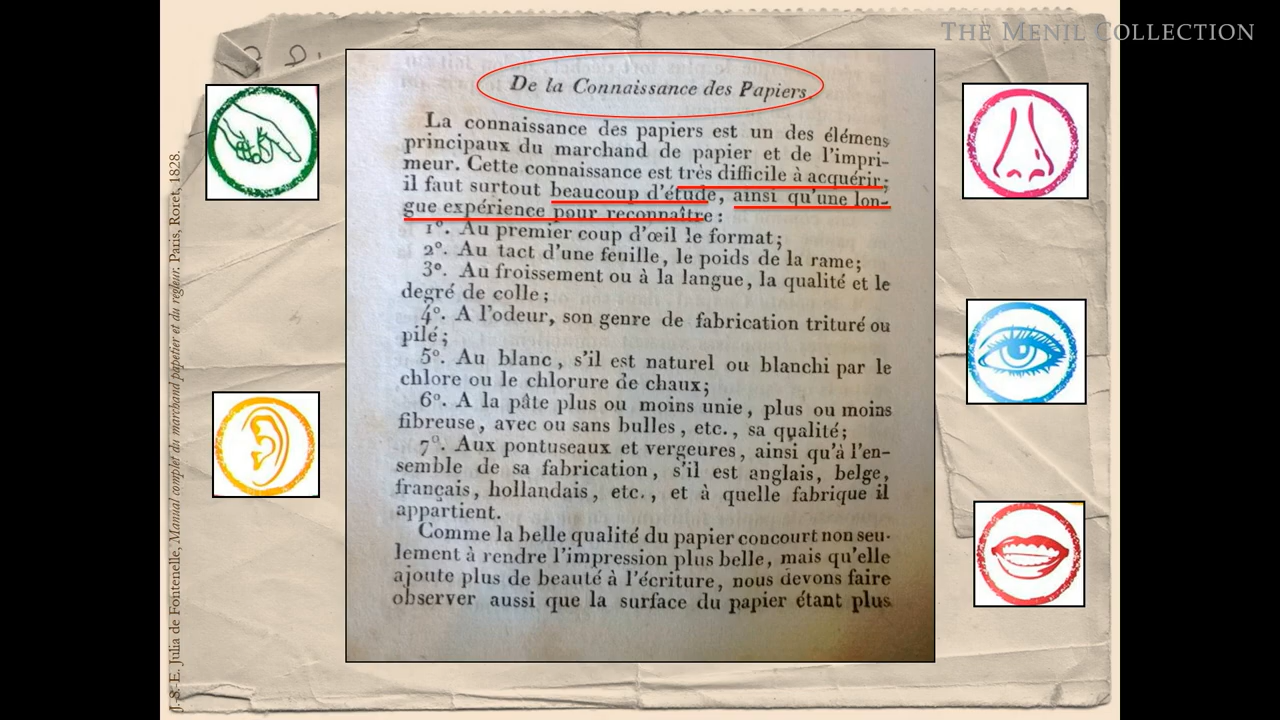 THE MENIL COLLECTION
De la Connaissance des Papiers.
La connaissance des papiers est un des élémens
principaux du marchand de papier et de l'impri-
meur. Cette connaissance est très difficile à acquérir;
il faut surtout beaucoup d'étude, ainsi qu'une lon-
gue expérience pour reconnaître:
1°. Au premier coup d'œil le format;
2°. Au tact d'une feuille, le poids de la rame;
3°. Au froissement ou à la langue, la qualité et le
degré de colle;
4°. A l'odeur, son genre de fabrication trituré ou
pilé;
5°. Au blanc, s'il est naturel ou blanchi par le
chlore ou le chlorure de chaux;
6°. A la pâte plus ou moins unie, plus ou moins
fibreuse, avec ou sans bulles, etc., sa qualité;
7°. Aux pontuseaux et vergeures, ainsi qu'à l'en-
semble de sa fabrication, s'il est anglais, belge,
français, hollandais, etc., et à quelle fabrique il
appartient.
Comme la belle qualité du papier concourt non seu-
lement à rendre l'impression plus belle, mais qu'elle
ajoute plus de beauté à l'écriture, nous devons faire
observer aussi que la surface du papier étant plus
J.-S.-E. Julia de Fontenelle, Manual complet du marchand papetier et du regleur. Paris, Roret, 1828.